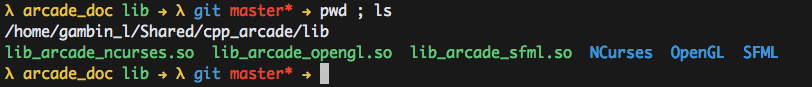 λ arcade_doc lib → λ git master* → pwd ; ls
/home/gambin_l/Shared/cpp_arcade/lib
lib_arcade_ncurses.so lib_arcade_opengl.so lib_arcade_sfml.so NCurses OpenGL SFML
λ arcade_doc lib → λ git master* →